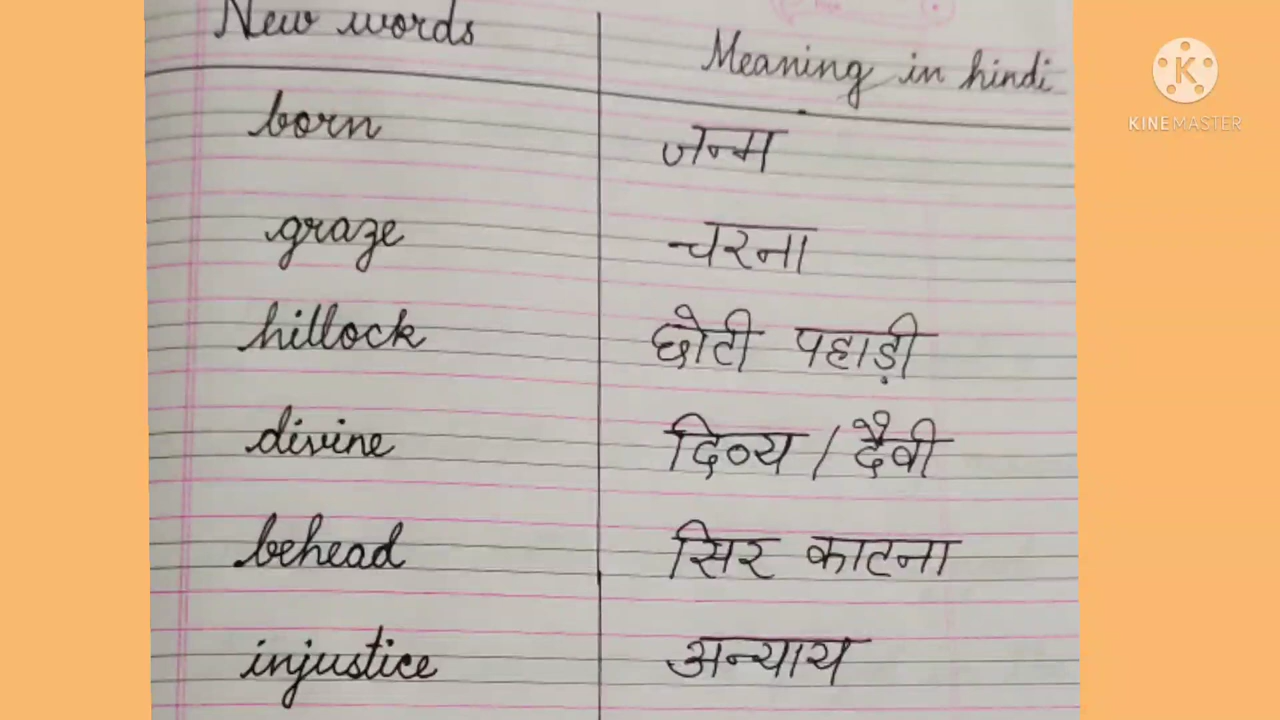 New words Meaning in hindi
born जन्म
graze चरना
hillock छोटी पहाड़ी
divine दिव्य / दैवी
behead सिर काटना
injustice अन्याय
KINEMASTER